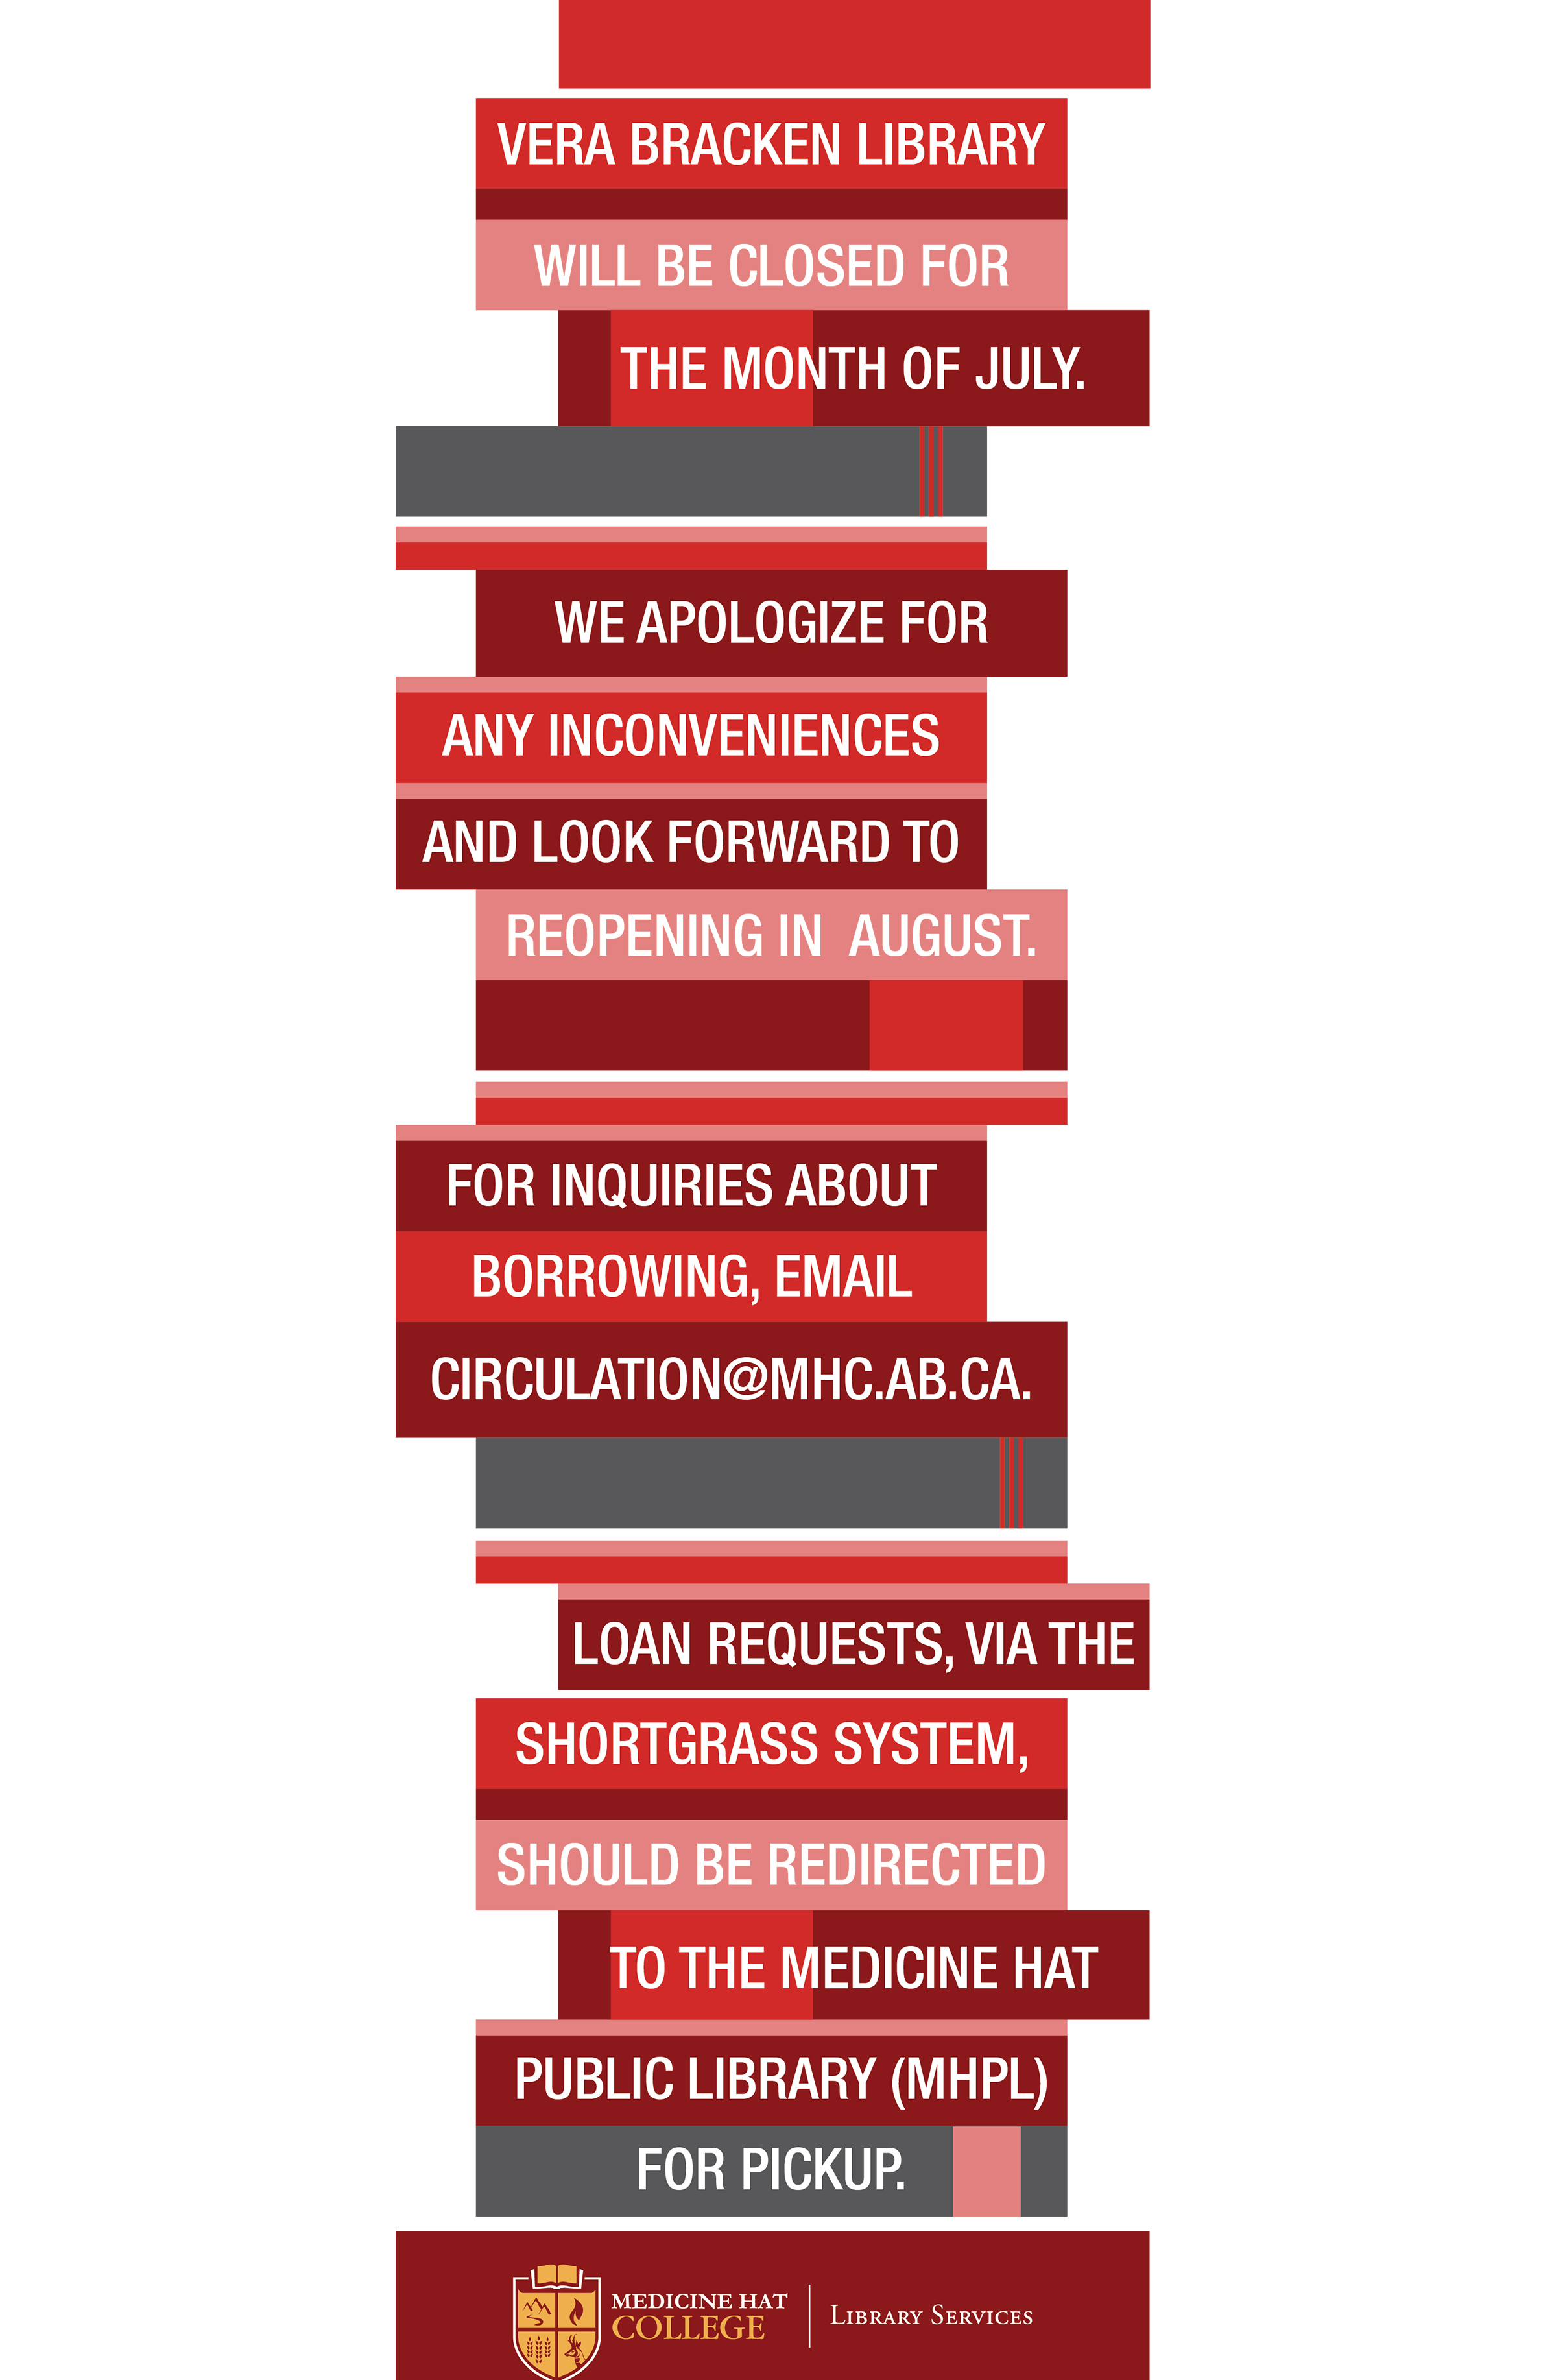 VERA BRACKEN LIBRARY
WILL BE CLOSED FOR
THE MONTH OF JULY.
WE APOLOGIZE FOR
ANY INCONVENIENCES
AND LOOK FORWARD TO
REOPENING IN AUGUST.
FOR INQUIRIES ABOUT
BORROWING, EMAIL
CIRCULATION@MHC.AB.CA.
LOAN REQUESTS, VIA THE
SHORTGRASS SYSTEM,
SHOULD BE REDIRECTED
TO THE MEDICINE HAT
PUBLIC LIBRARY (MHPL)
FOR PICKUP.
MEDICINE HAT
COLLEGE
LIBRARY SERVICES